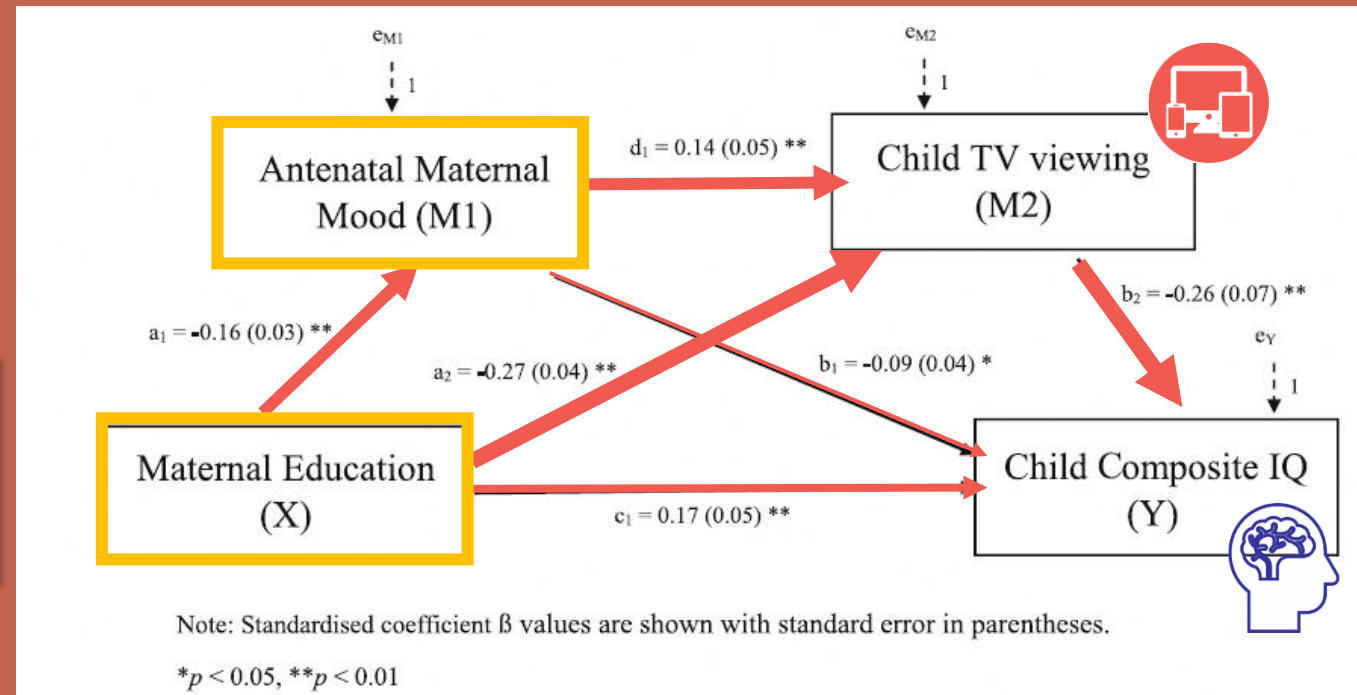 eM1
1
eM2
1
Antenatal Maternal
Mood (M1)
d1 = 0.14 (0.05) **
Child TV viewing
(M2)
a1 = -0.16 (0.03) **
a2 = -0.27 (0.04) **
b1 = -0.09 (0.04) *
b2 = -0.26 (0.07) **
eY
1
Maternal Education
(X)
c1 = 0.17 (0.05) **
Child Composite IQ
(Y)
Note: Standardised coefficient ß values are shown with standard error in parentheses.
*p < 0.05, **p < 0.01